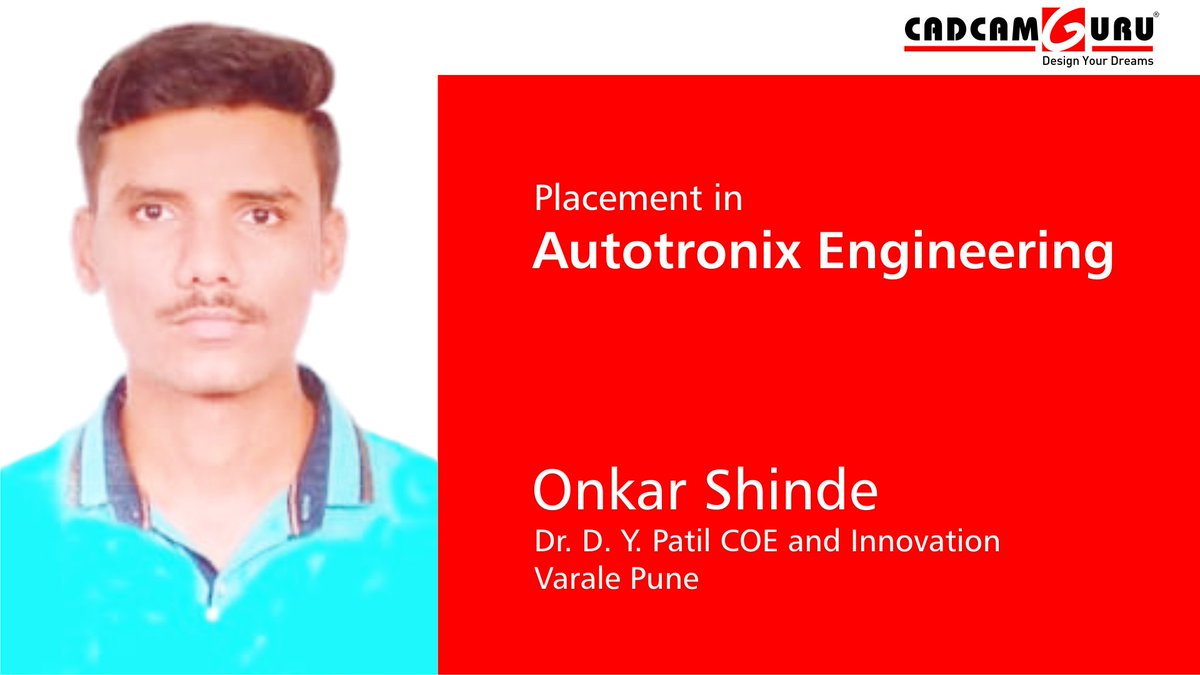 CADCAMGURU®
Design Your Dreams
Placement in
Autotronix Engineering
Onkar Shinde
Dr. D. Y. Patil COE and Innovation
Varale Pune